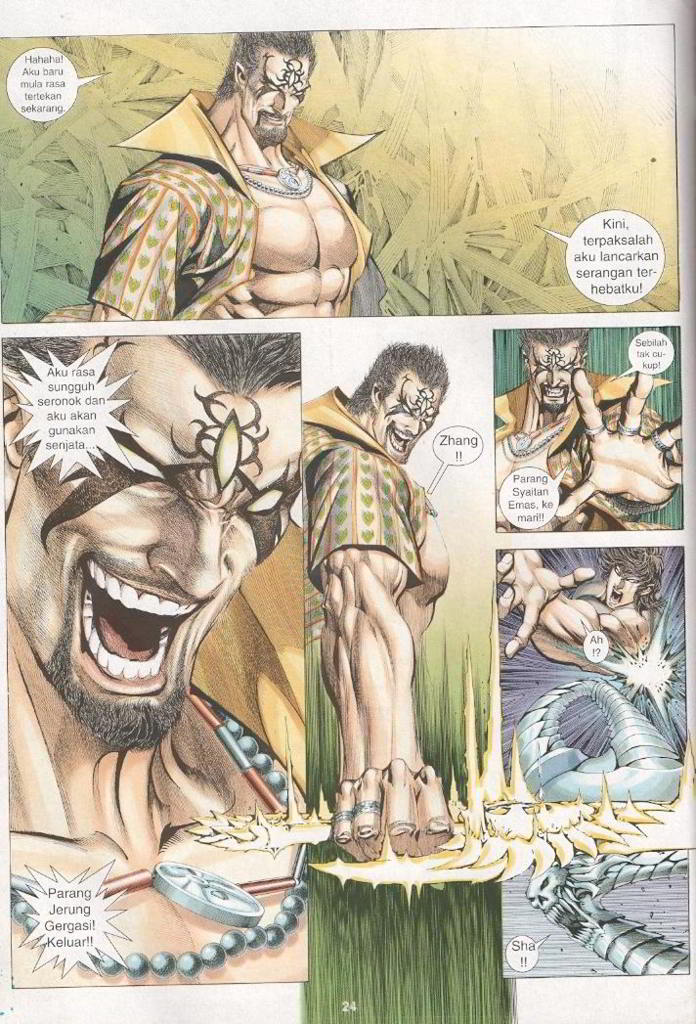 Hahaha!
Aku baru
mula rasa
tertekan
sekarang.
Kini,
terpaksalah
aku lancarkan
serangan ter-
hebatku!
Aku rasa
sungguh
seronok dan
aku akan
gunakan
senjata...
Parang
Jerung
Gergasi!
Keluar!!
Zhang
!!
Sebilah
tak cu-
kup!
Parang
Syaitan
Emas, ke
mari!!
Ah
!?
Sha
!!
24